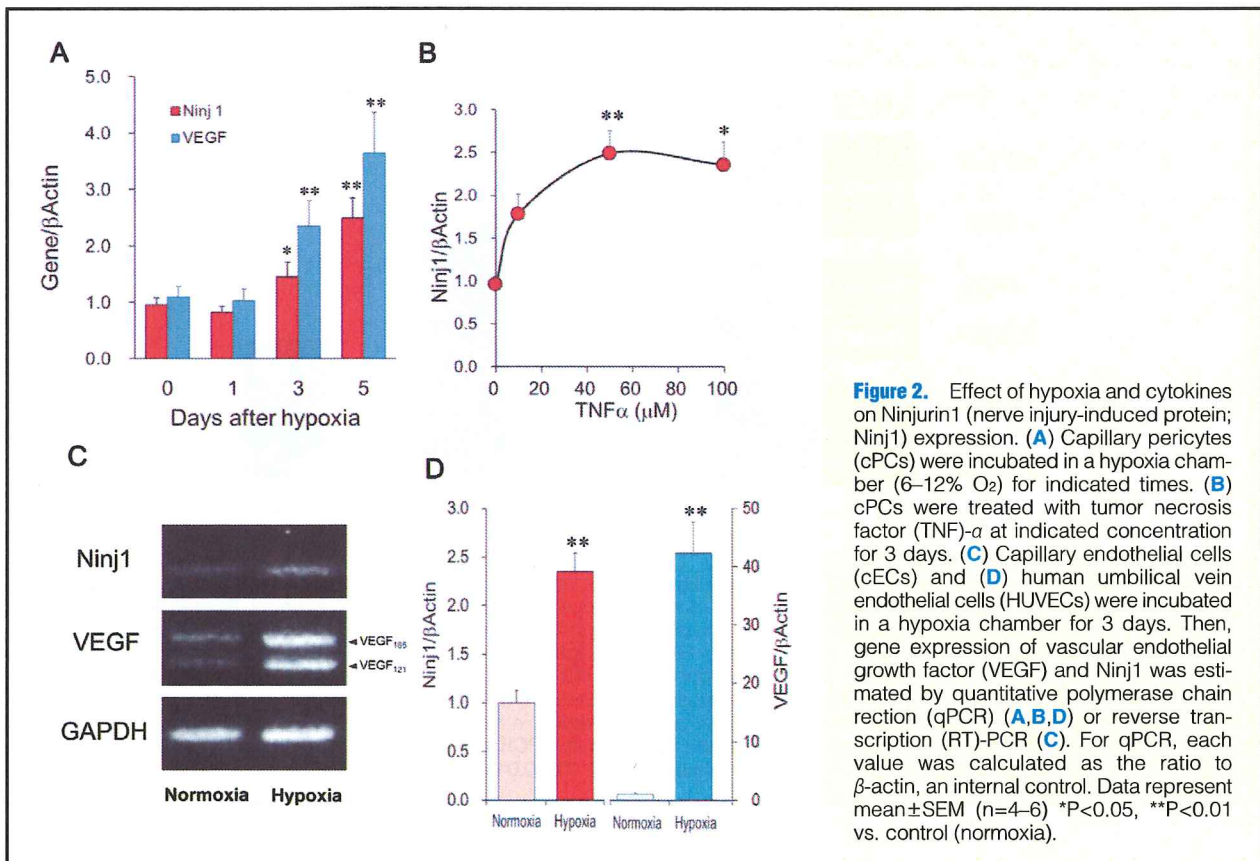 A
5.0
4.0
3.0
2.0
1.0
0.0
Gene/βActin
Ninj 1
VEGF
*
**
**
**
0 1 3 5
Days after hypoxia
B
3.0
2.5
2.0
1.5
1.0
0.5
0.0
Ninj1/βActin
**
*
0 20 40 60 80 100
TNFα (μM)
C
Ninj1
VEGF
VEGF165
VEGF121
GAPDH
Normoxia Hypoxia
D
3.0
2.5
2.0
1.5
1.0
0.5
0.0
Ninj1/βActin
**
**
50
40
30
20
10
0
VEGF/βActin
Normoxia Hypoxia Normoxia Hypoxia
Figure 2. Effect of hypoxia and cytokines
on Ninjurin1 (nerve injury-induced protein;
Ninj1) expression. (A) Capillary pericytes
(cPCs) were incubated in a hypoxia cham-
ber (6–12% O2) for indicated times. (B)
cPCs were treated with tumor necrosis
factor (TNF)-α at indicated concentration
for 3 days. (C) Capillary endothelial cells
(cECs) and (D) human umbilical vein
endothelial cells (HUVECs) were incubated
in a hypoxia chamber for 3 days. Then,
gene expression of vascular endothelial
growth factor (VEGF) and Ninj1 was esti-
mated by quantitative polymerase chain
rection (qPCR) (A,B,D) or reverse tran-
scription (RT)-PCR (C). For qPCR, each
value was calculated as the ratio to
β-actin, an internal control. Data represent
mean±SEM (n=4–6) *P<0.05, **P<0.01
vs. control (normoxia).